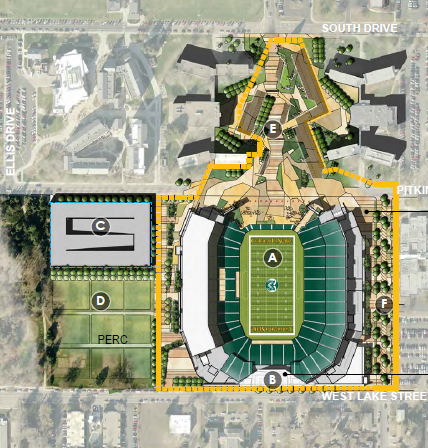 SOUTH DRIVE
ELLIS DRIVE
E
PITKIN
C
A
D
F
PERC
B
WEST LAKE STREE